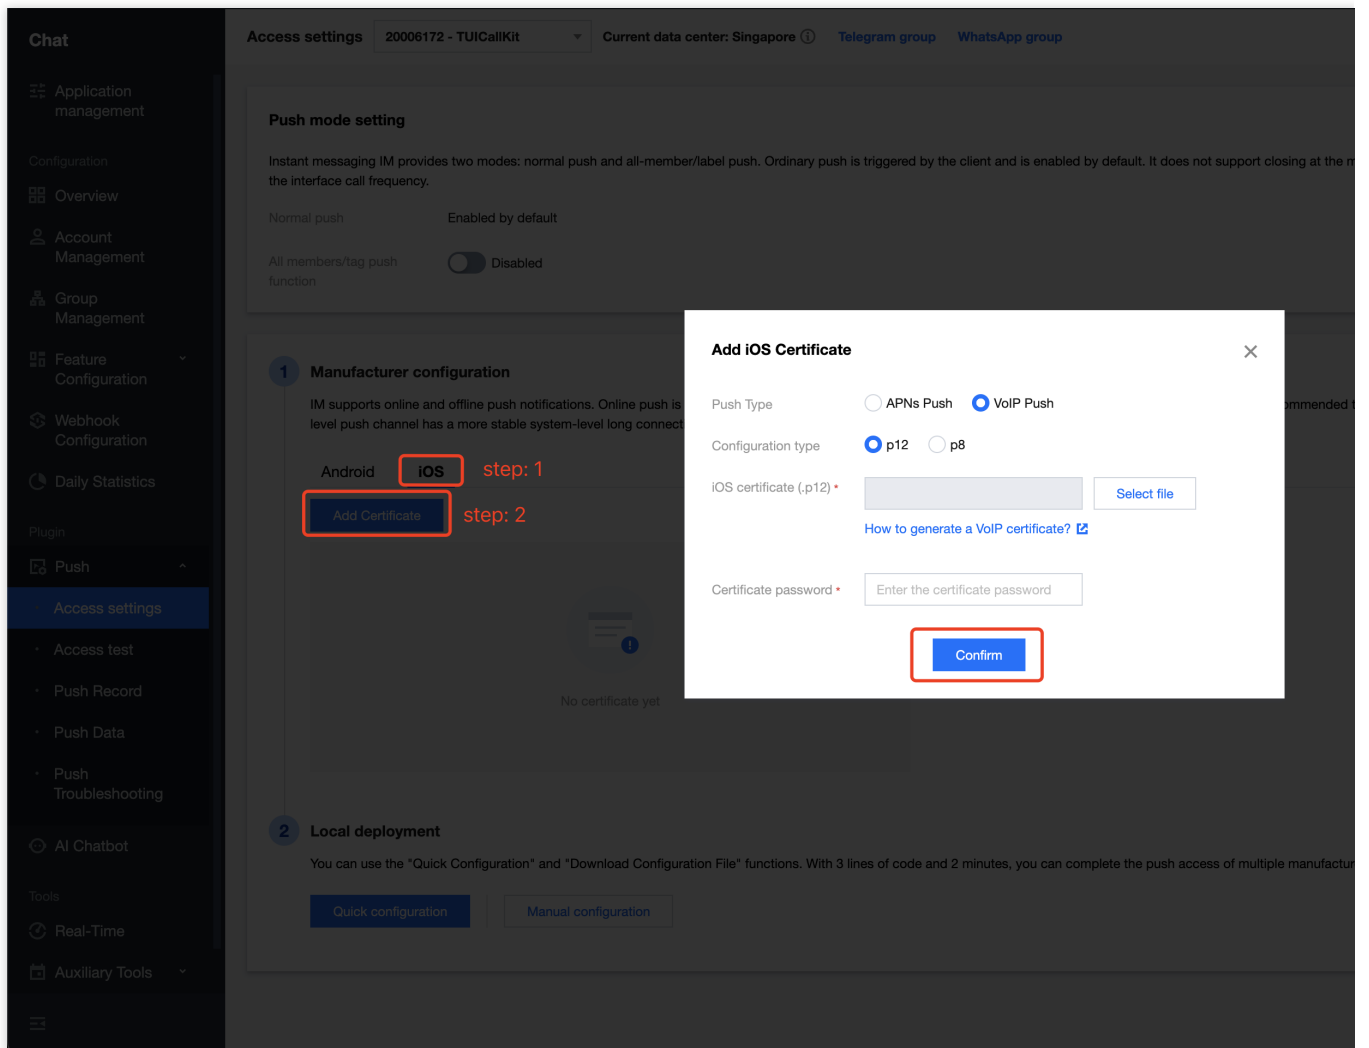 Chat
Application
management
Configuration
Overview
Account
Management
Group
Management
Feature
Configuration
Webhook
Configuration
Daily Statistics
Plugin
Push
Access settings
Access test
Push Record
Push Data
Push
Troubleshooting
AI Chatbot
Tools
Real-Time
Auxiliary Tools
Access settings 20006172 - TUICallKit Current data center: Singapore Telegram group WhatsApp group
Push mode setting
Instant messaging IM provides two modes: normal push and all-member/label push. Ordinary push is triggered by the client and is enabled by default. It does not support closing at the m
the interface call frequency.
Normal push Enabled by default
All members/tag push
function
Disabled
1 Manufacturer configuration
IM supports online and offline push notifications. Online push is
level push channel has a more stable system-level long connect
ommended t
Android iOS step: 1
Add Certificate step: 2
No certificate yet
Add iOS Certificate
Push Type APNs Push VoIP Push
Configuration type p12 p8
iOS certificate (.p12) * Select file
How to generate a VoIP certificate?
Certificate password * Enter the certificate password
Confirm
2 Local deployment
You can use the "Quick Configuration" and "Download Configuration File" functions. With 3 lines of code and 2 minutes, you can complete the push access of multiple manufactur
Quick configuration Manual configuration